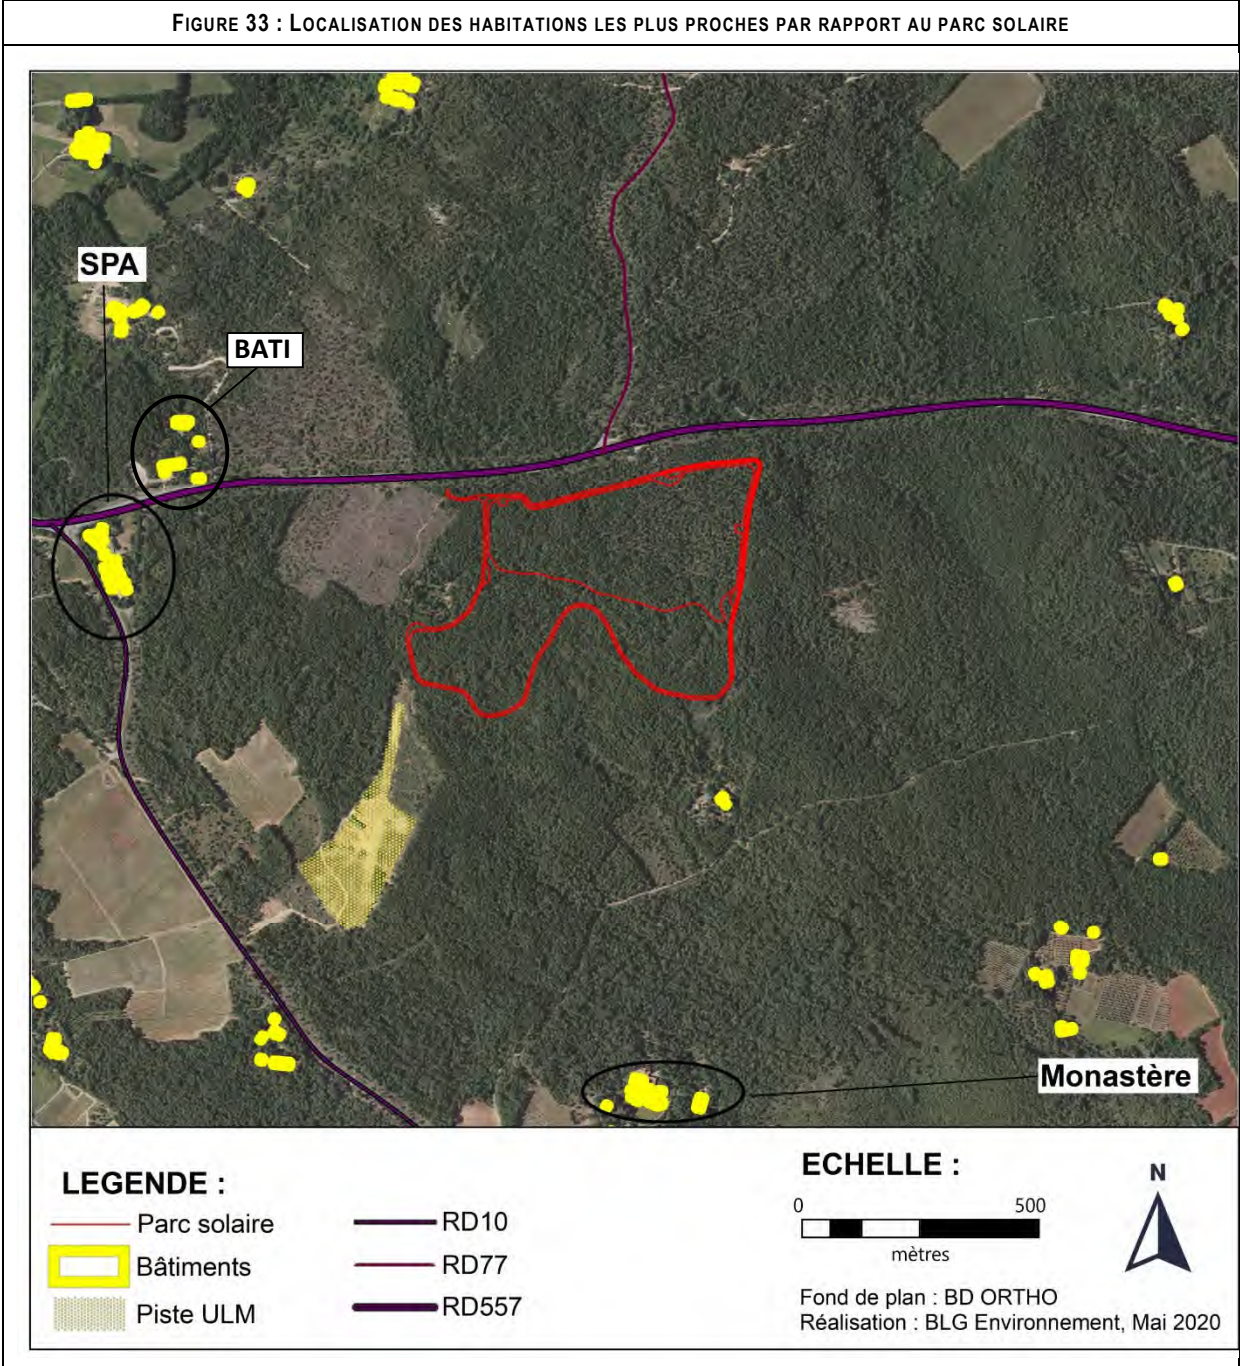 FIGURE 33 : LOCALISATION DES HABITATIONS LES PLUS PROCHES PAR RAPPORT AU PARC SOLAIRE
SPA
BATI
Monastère
LEGENDE :
Parc solaire
Bâtiments
Piste ULM
RD10
RD77
RD557
ECHELLE :
0 500
mètres
N
Fond de plan : BD ORTHO
Réalisation : BLG Environnement, Mai 2020